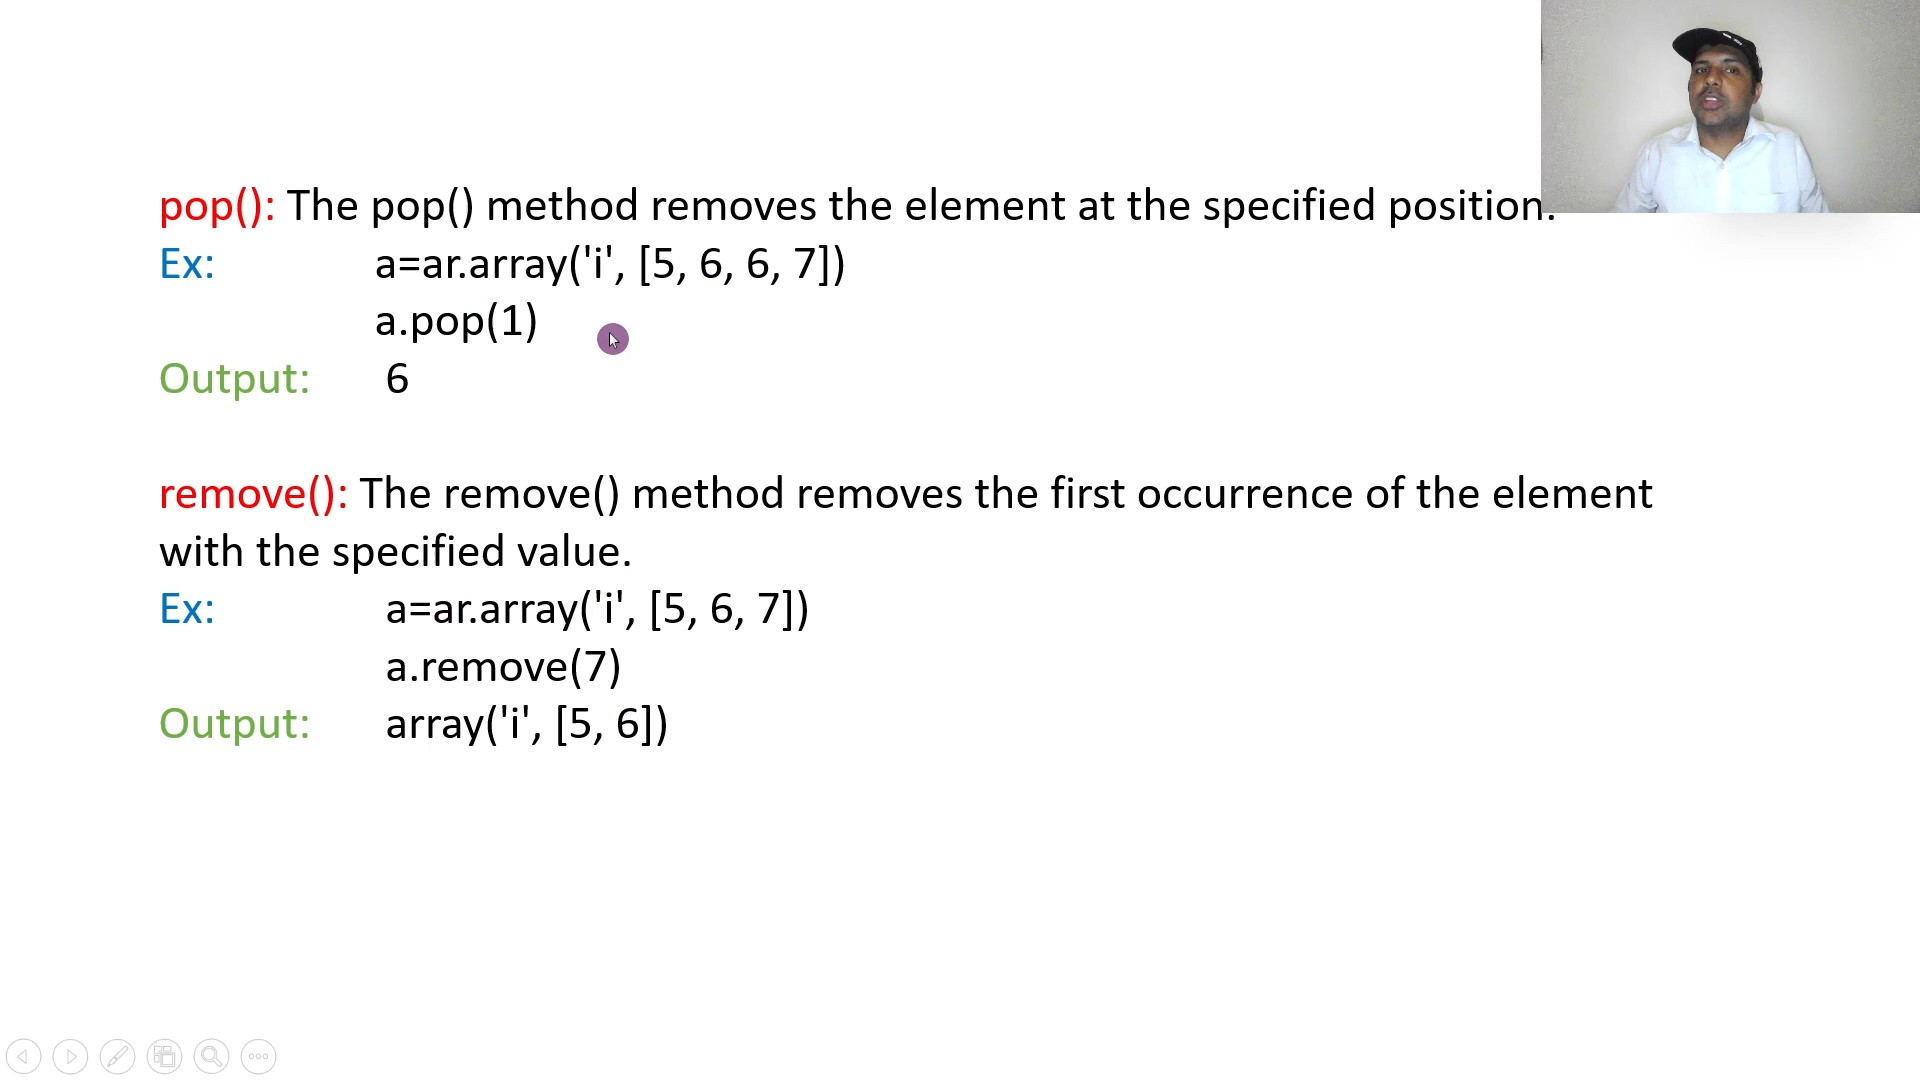 pop(): The pop() method removes the element at the specified position.
Ex: a=ar.array('i', [5, 6, 6, 7])
a.pop(1)
Output: 6
remove(): The remove() method removes the first occurrence of the element
with the specified value.
Ex: a=ar.array('i', [5, 6, 7])
a.remove(7)
Output: array('i', [5, 6])